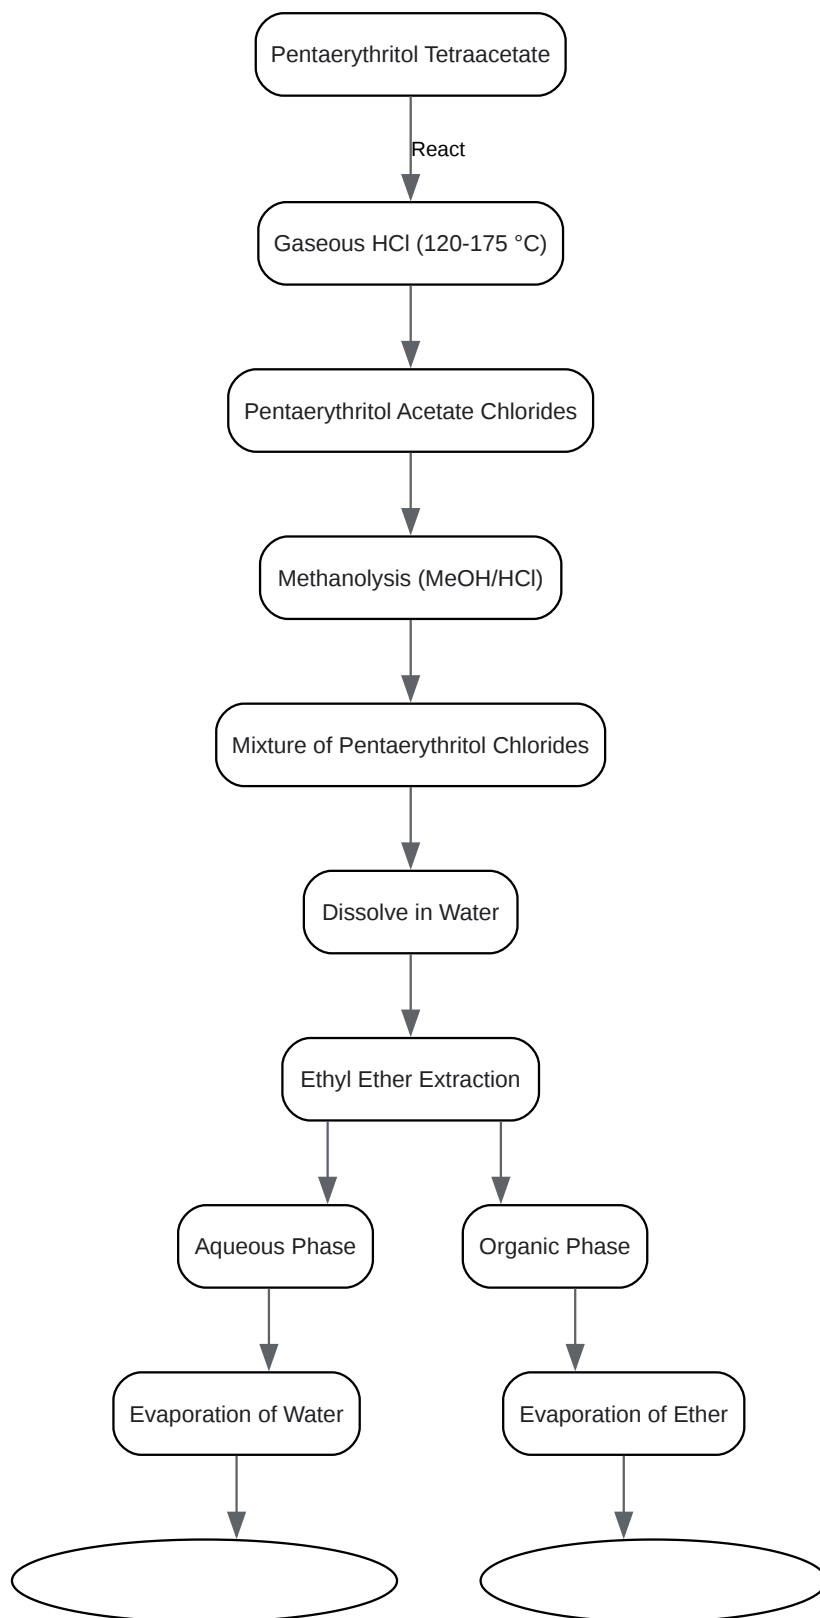 Pentaerythritol Tetraacetate
React
Gaseous HCl (120-175 °C)
Pentaerythritol Acetate Chlorides
Methanolysis (MeOH/HCl)
Mixture of Pentaerythritol Chlorides
Dissolve in Water
Ethyl Ether Extraction
Aqueous Phase
Organic Phase
Evaporation of Water
Evaporation of Ether